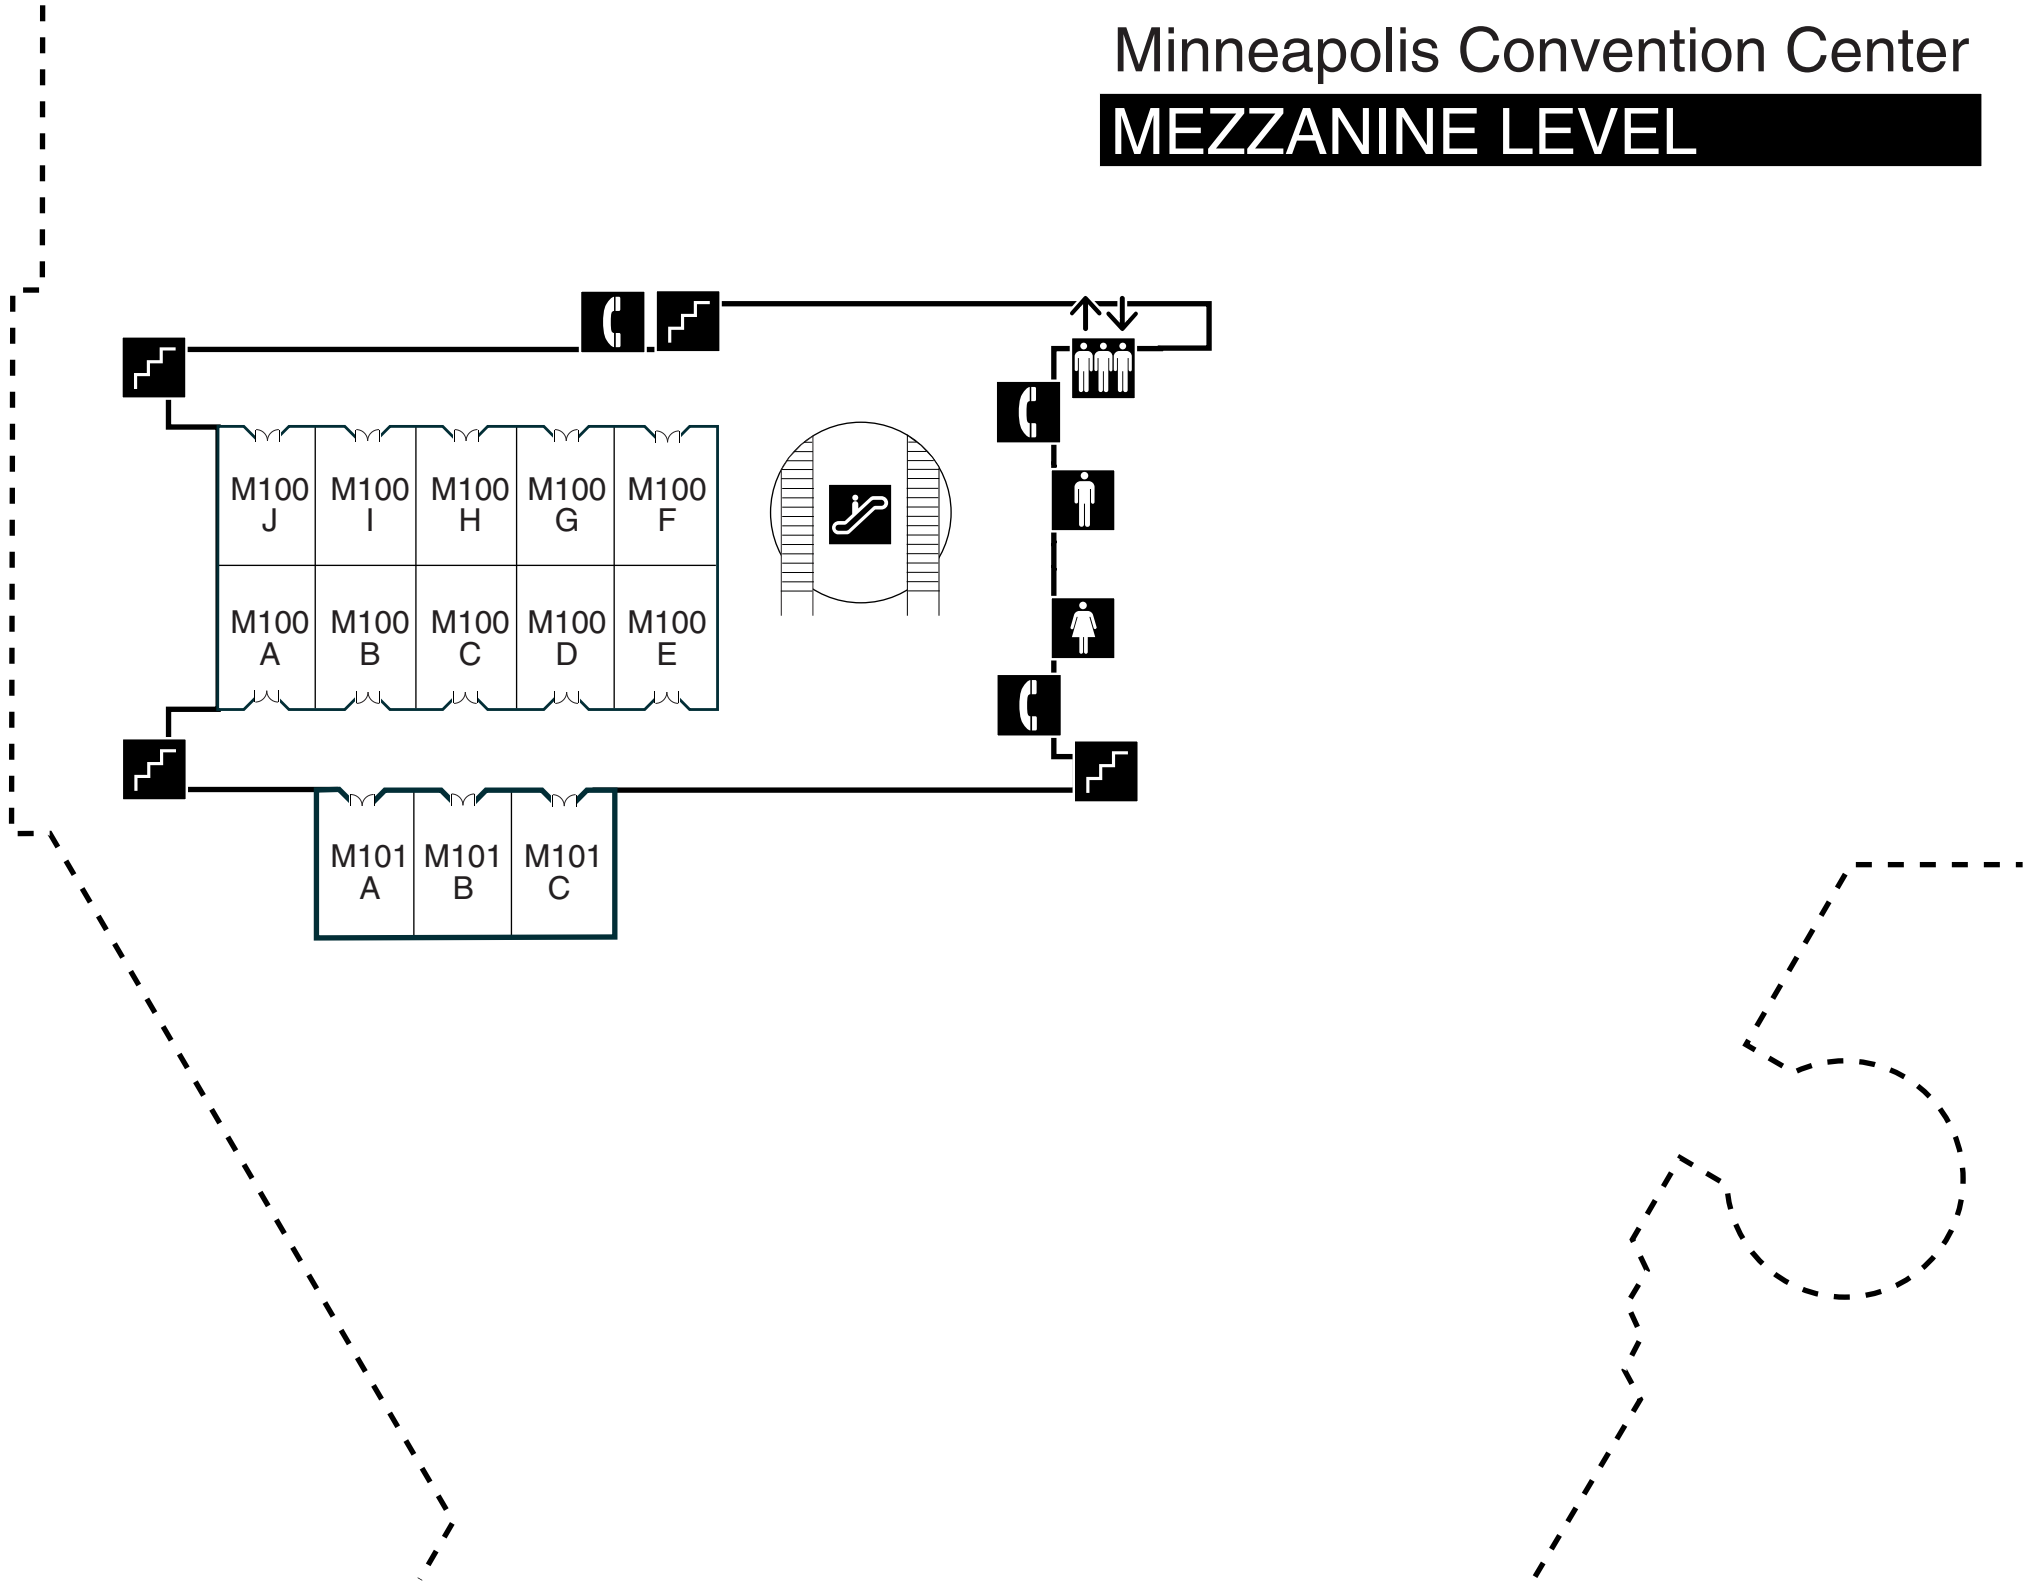 Minneapolis Convention Center
MEZZANINE LEVEL
M100 M100 M100 M100 M100
J I H G F
M100 M100 M100 M100 M100
A B C D E
M101 M101 M101
A B C